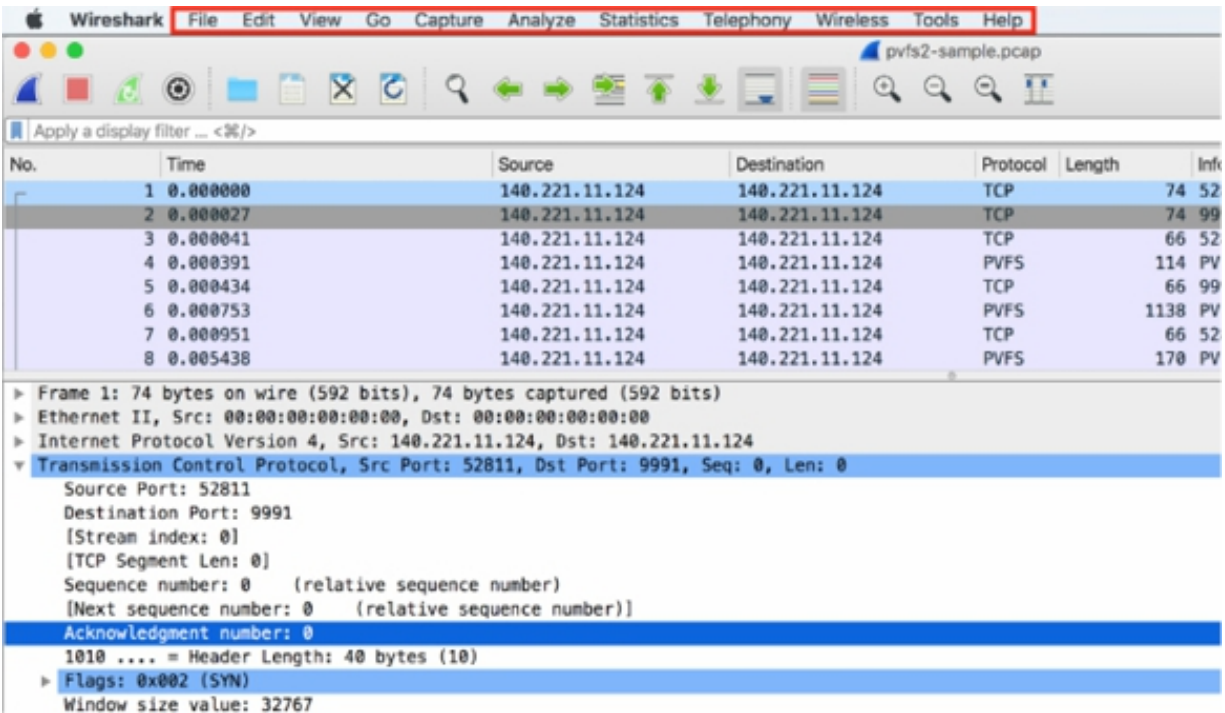 Wireshark File Edit View Go Capture Analyze Statistics Telephony Wireless Tools Help
pvfs2-sample.pcap
Apply a display filter ... <⌘/>
No. Time Source Destination Protocol Length Info
1 0.000000 140.221.11.124 140.221.11.124 TCP 74 52
2 0.000027 140.221.11.124 140.221.11.124 TCP 74 99
3 0.000041 140.221.11.124 140.221.11.124 TCP 66 52
4 0.000391 140.221.11.124 140.221.11.124 PVFS 114 PV
5 0.000434 140.221.11.124 140.221.11.124 TCP 66 99
6 0.000753 140.221.11.124 140.221.11.124 PVFS 1138 PV
7 0.000951 140.221.11.124 140.221.11.124 TCP 66 52
8 0.005438 140.221.11.124 140.221.11.124 PVFS 170 PV
Frame 1: 74 bytes on wire (592 bits), 74 bytes captured (592 bits)
Ethernet II, Src: 00:00:00:00:00:00, Dst: 00:00:00:00:00:00
Internet Protocol Version 4, Src: 140.221.11.124, Dst: 140.221.11.124
Transmission Control Protocol, Src Port: 52811, Dst Port: 9991, Seq: 0, Len: 0
Source Port: 52811
Destination Port: 9991
[Stream index: 0]
[TCP Segment Len: 0]
Sequence number: 0 (relative sequence number)
[Next sequence number: 0 (relative sequence number)]
Acknowledgment number: 0
1010 .... = Header Length: 40 bytes (10)
Flags: 0x002 (SYN)
Window size value: 32767